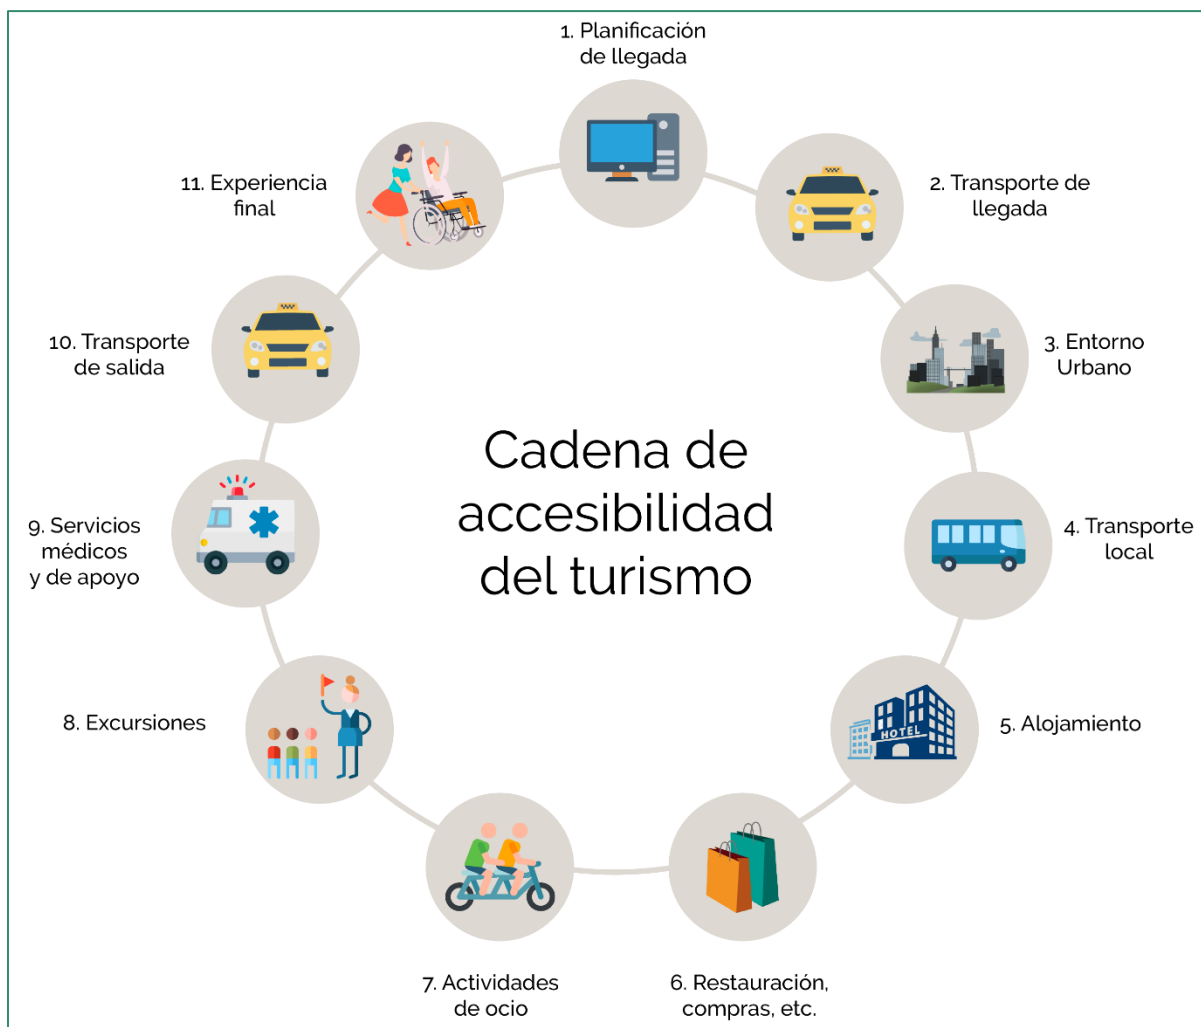 1. Planificación
de llegada
2. Transporte de
llegada
3. Entorno
Urbano
4. Transporte
local
5. Alojamiento
HOTEL
6. Restauración,
compras, etc.
7. Actividades
de ocio
8. Excursiones
9. Servicios
médicos
y de apoyo
10. Transporte
de salida
11. Experiencia
final
Cadena de
accesibilidad
del turismo